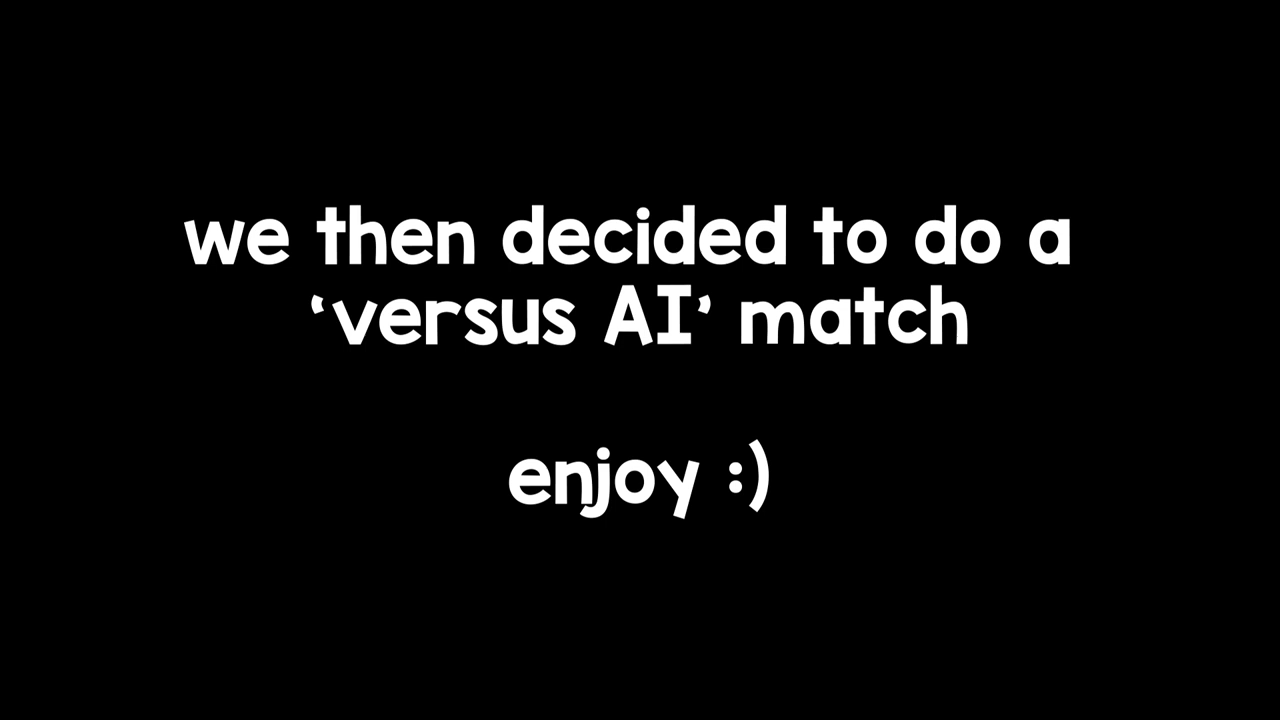 we then decided to do a
‘versus AI’ match
enjoy :)